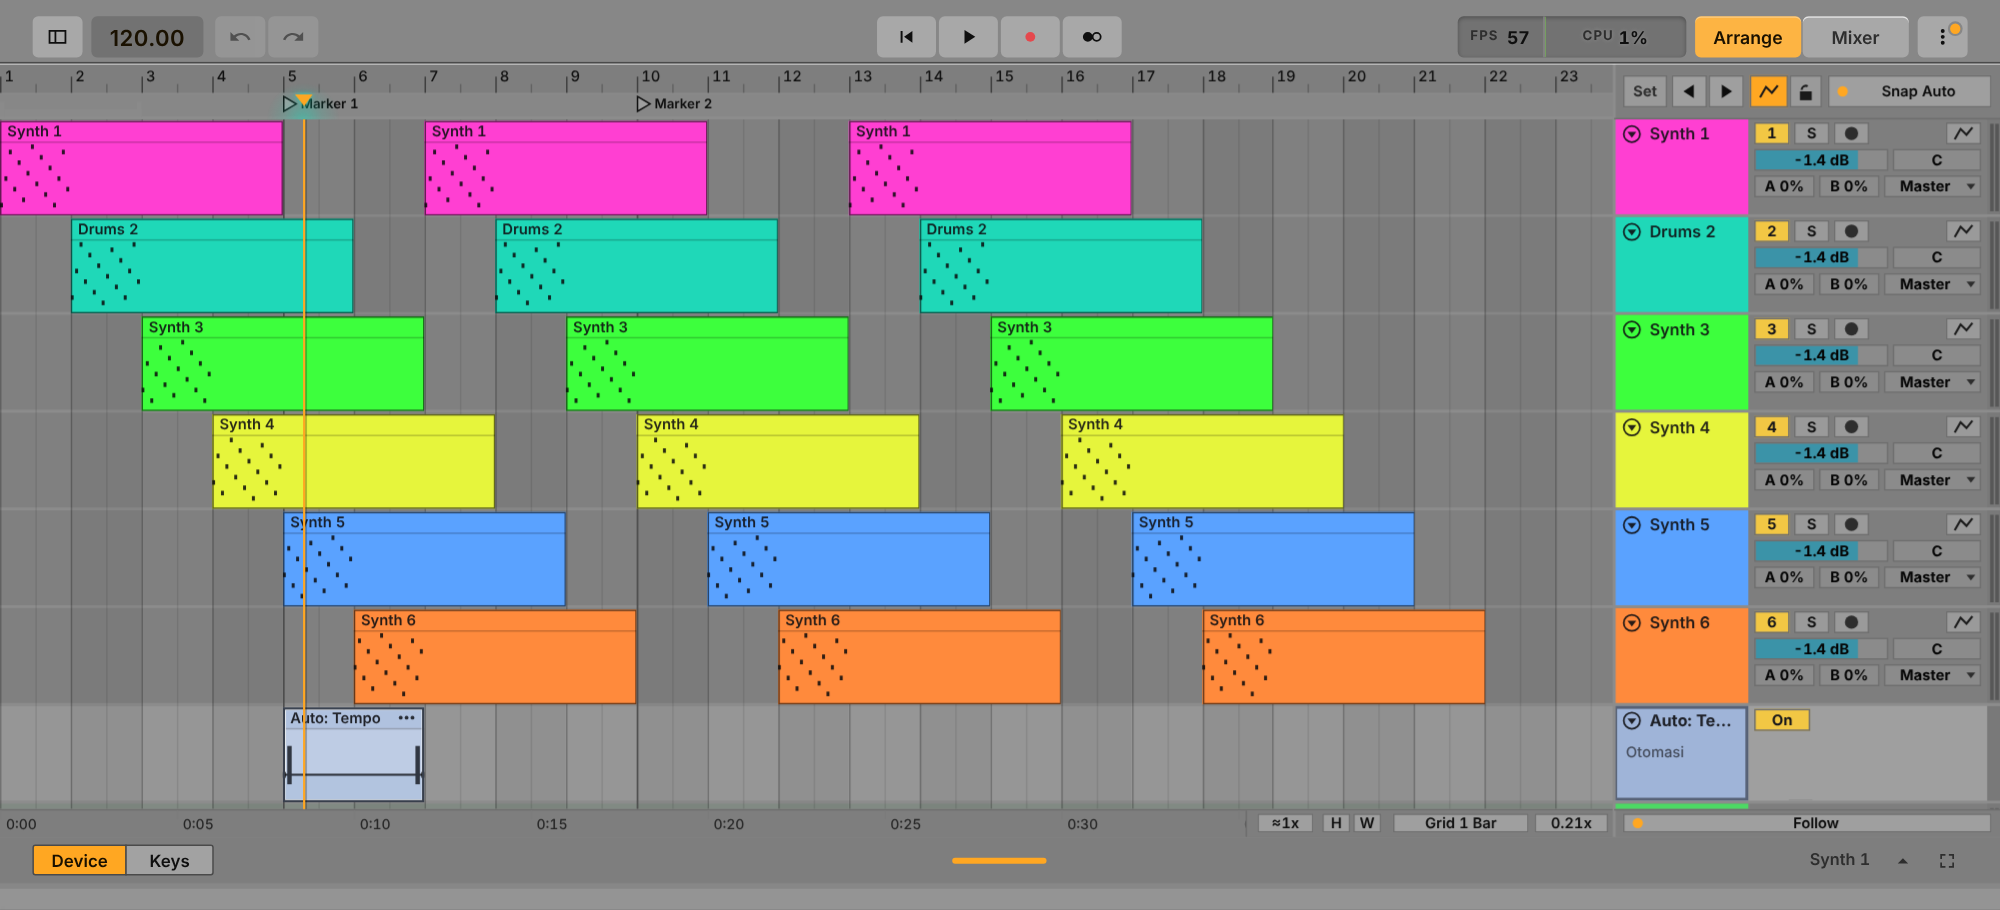 120.00
FPS 57 CPU 1% Arrange Mixer
1 2 3 4 5 6 7 8 9 10 11 12 13 14 15 16 17 18 19 20 21 22 23
Set Snap Auto
Marker 1 Marker 2
Synth 1 Synth 1 Synth 1 Synth 1 1 S
-1.4 dB C
A 0% B 0% Master
Drums 2 Drums 2 Drums 2 Drums 2 2 S
-1.4 dB C
A 0% B 0% Master
Synth 3 Synth 3 Synth 3 Synth 3 3 S
-1.4 dB C
A 0% B 0% Master
Synth 4 Synth 4 Synth 4 Synth 4 4 S
-1.4 dB C
A 0% B 0% Master
Synth 5 Synth 5 Synth 5 Synth 5 5 S
-1.4 dB C
A 0% B 0% Master
Synth 6 Synth 6 Synth 6 Synth 6 6 S
-1.4 dB C
A 0% B 0% Master
Auto: Tempo ••• Auto: Te... On
Otomasi
0:00 0:05 0:10 0:15 0:20 0:25 0:30 ≈1x H W Grid 1 Bar 0.21x Follow
Device Keys Synth 1